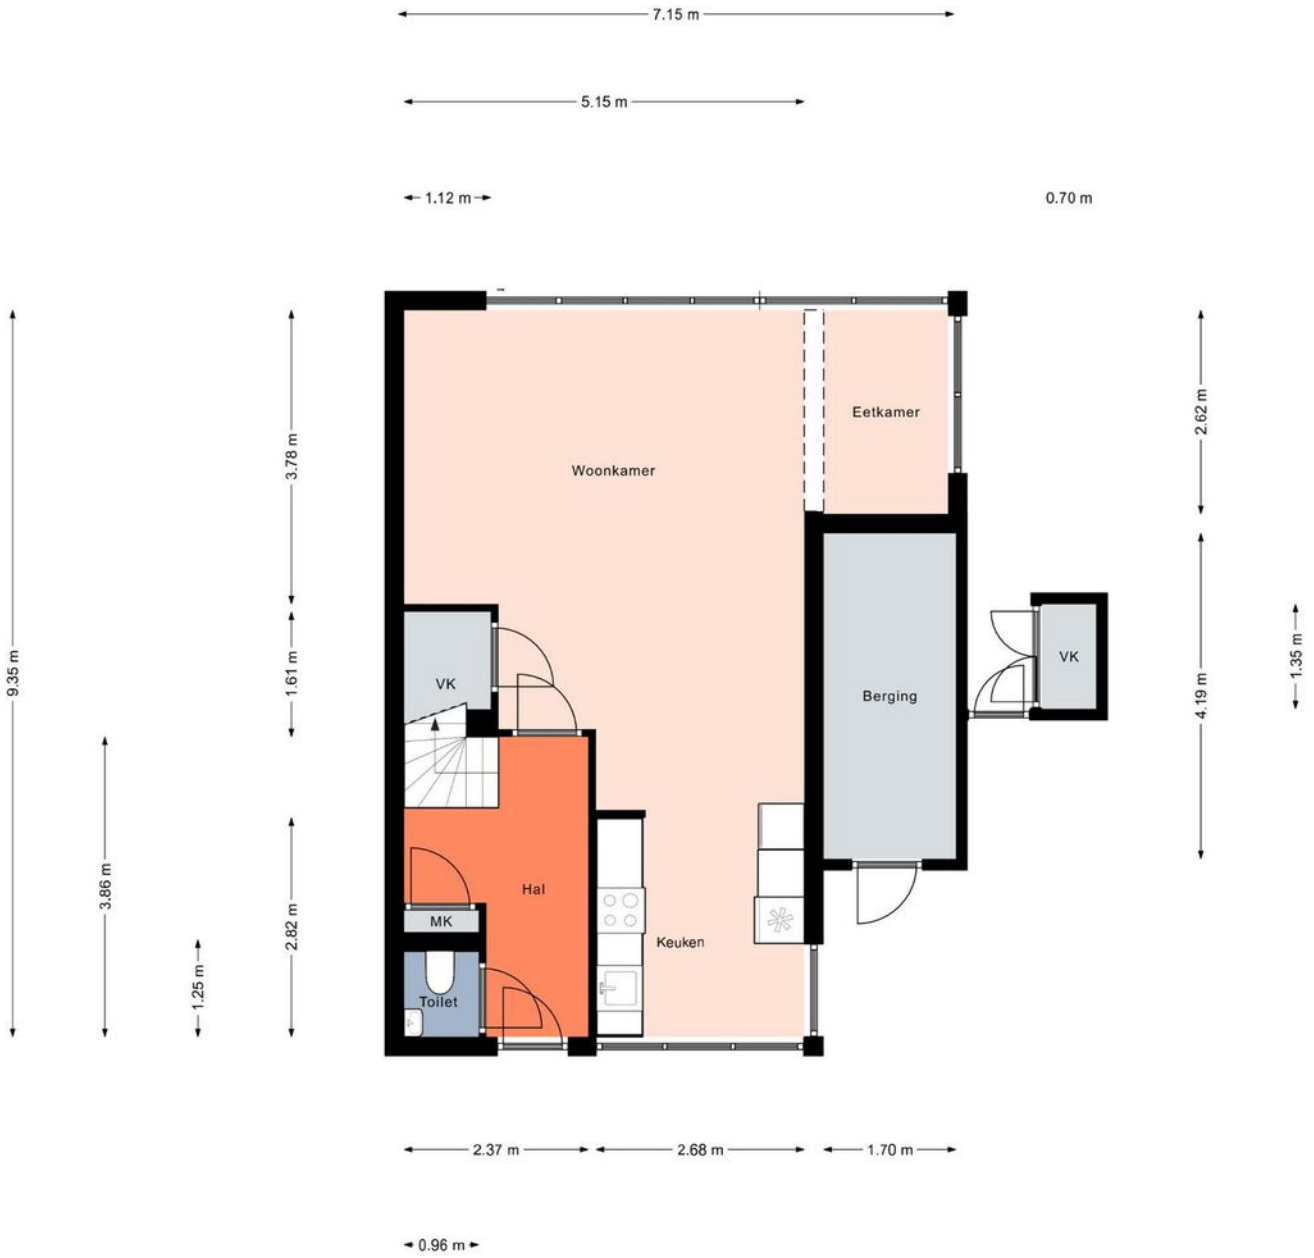 7.15 m
5.15 m
1.12 m
0.70 m
Eetkamer
2.62 m
3.78 m
Woonkamer
9.35 m
1.61 m
VK
Berging
VK
1.35 m
4.19 m
3.86 m
Hal
2.82 m
MK
Keuken
1.25 m
Toilet
2.37 m
2.68 m
1.70 m
0.96 m